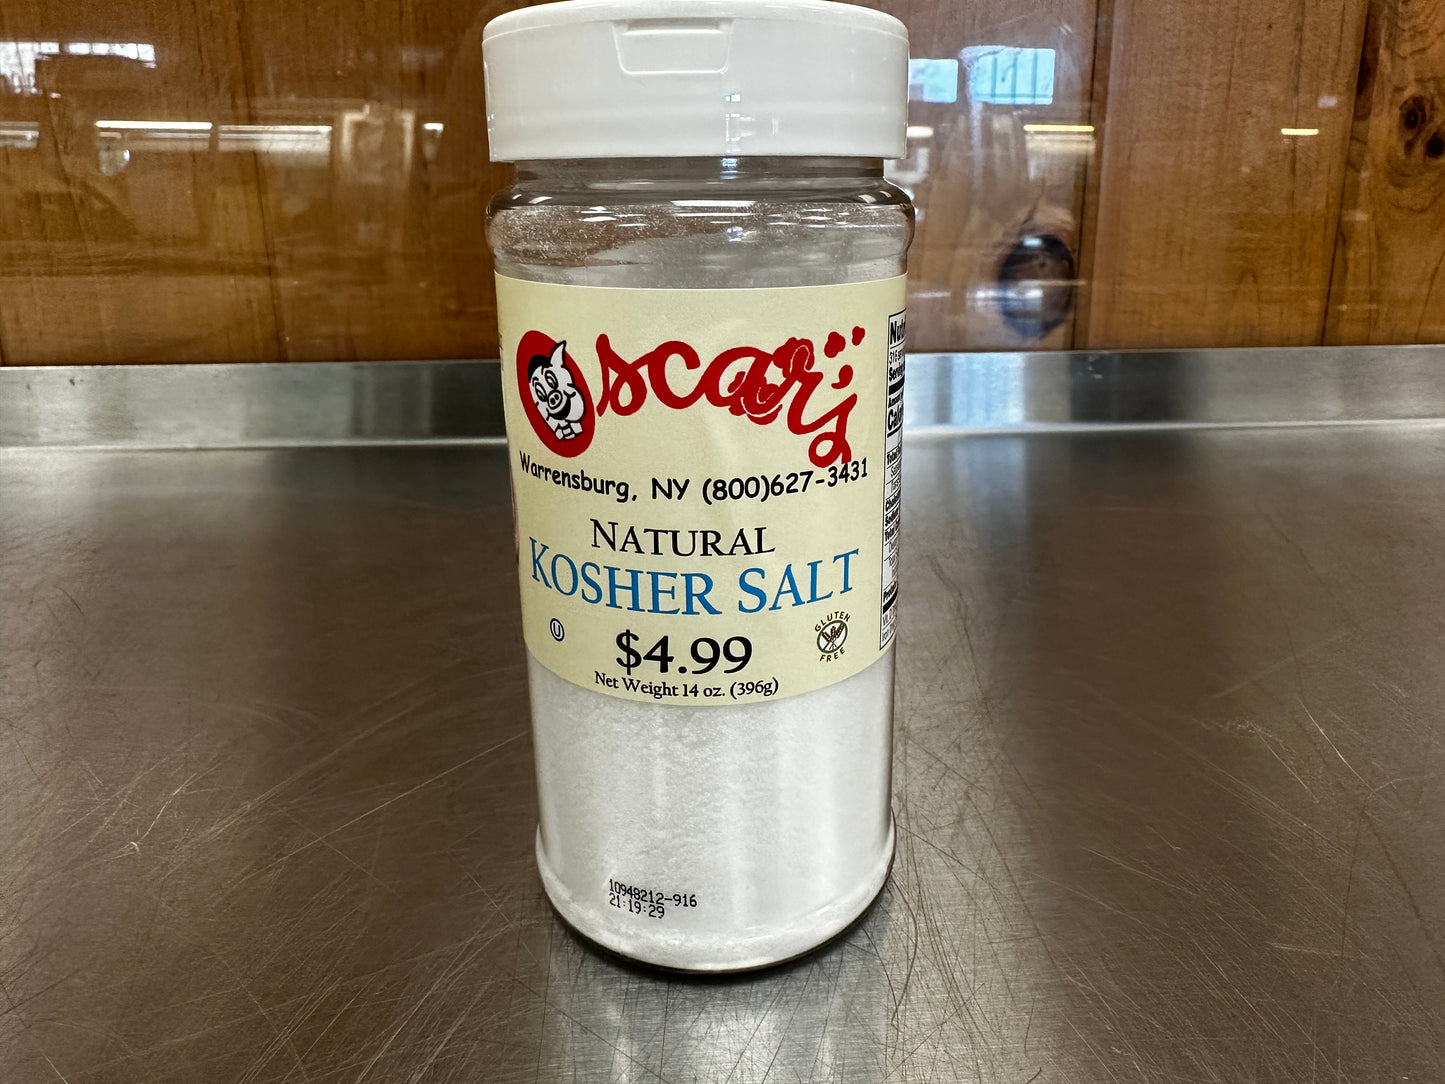 Oscar's
Warrensburg, NY (800)627-3431
NATURAL
KOSHER SALT
U
GLUTEN
FREE
$4.99
Net Weight 14 oz. (396g)
10948212-916
21:19:29